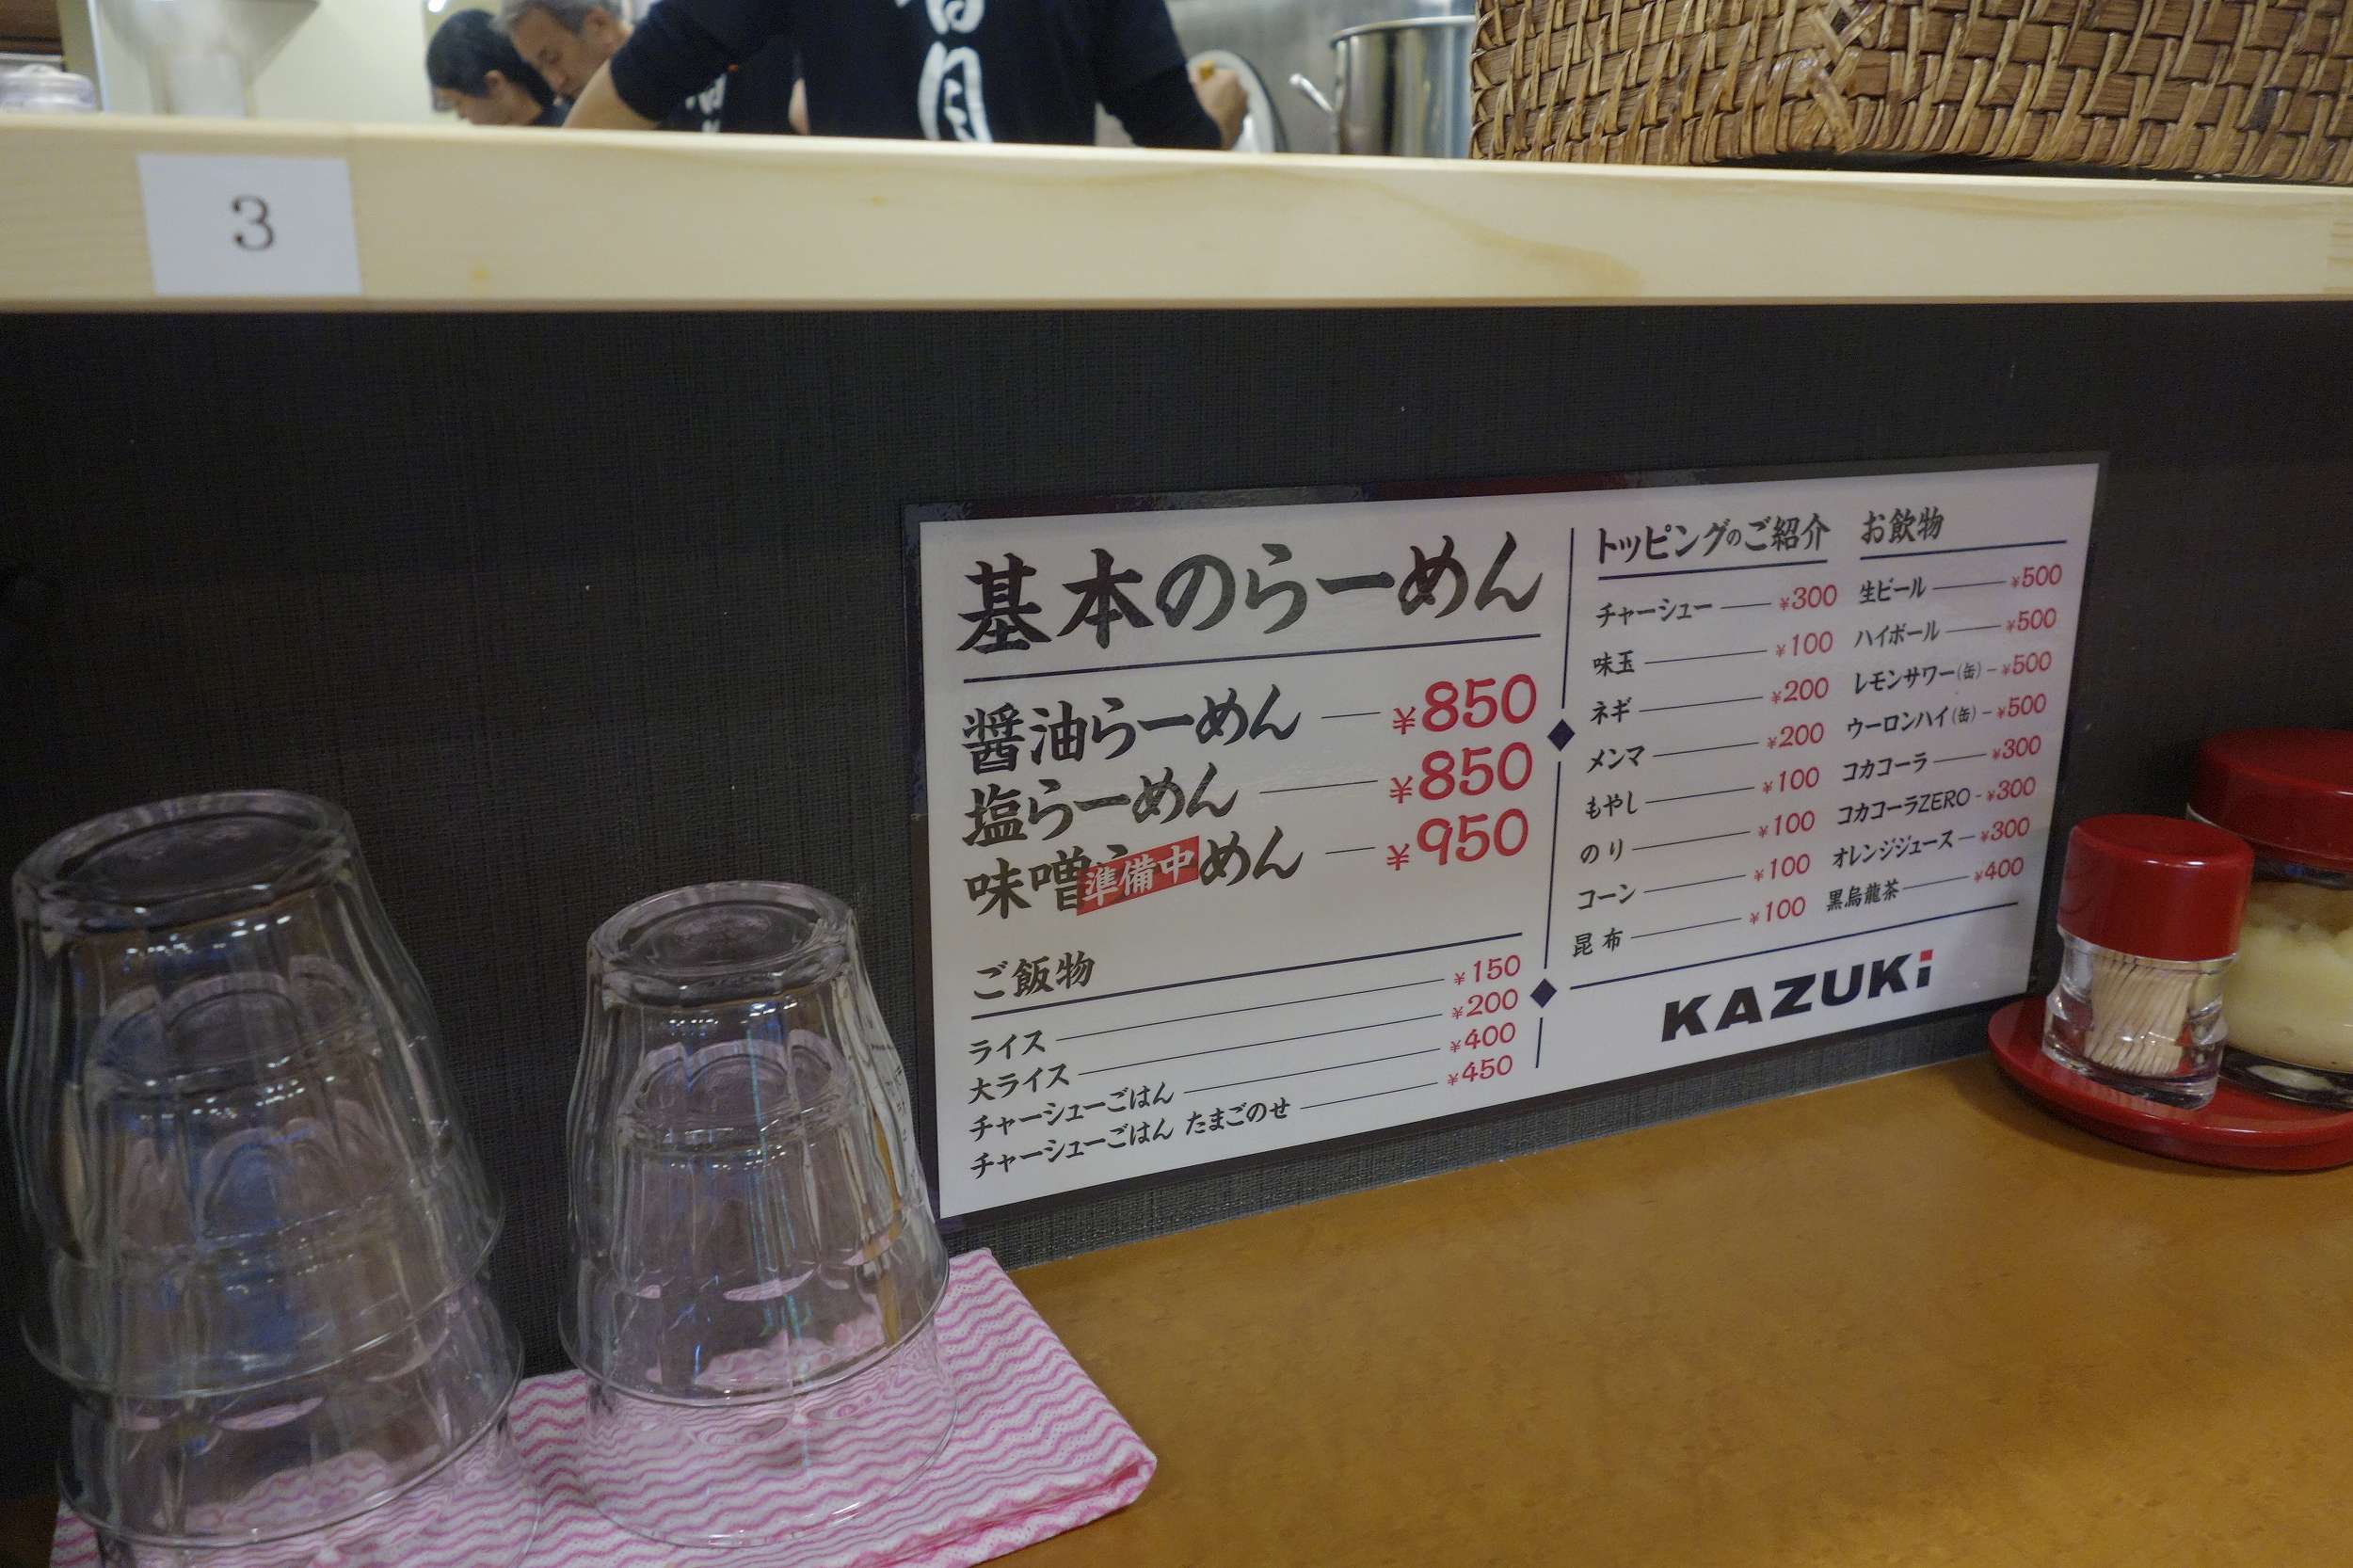 3
基本のらーめん
醤油らーめん ¥850
塩らーめん ¥850
準備中 めん ¥950
ご飯物
ライス ¥150
大ライス ¥200
チャーシューごはん ¥400
チャーシューごはん たまごのせ ¥450
トッピングのご紹介
チャーシュー ¥300
味玉 ¥100
ネギ ¥200
メンマ ¥200
もやし ¥100
のり ¥100
コーン ¥100
昆布 ¥100
お飲物
生ビール ¥500
ハイボール ¥500
レモンサワー(缶) ¥500
ウーロンハイ(缶) ¥500
コカコーラ ¥300
コカコーラZERO ¥300
オレンジジュース ¥300
黒烏龍茶 ¥400
KAZUKi